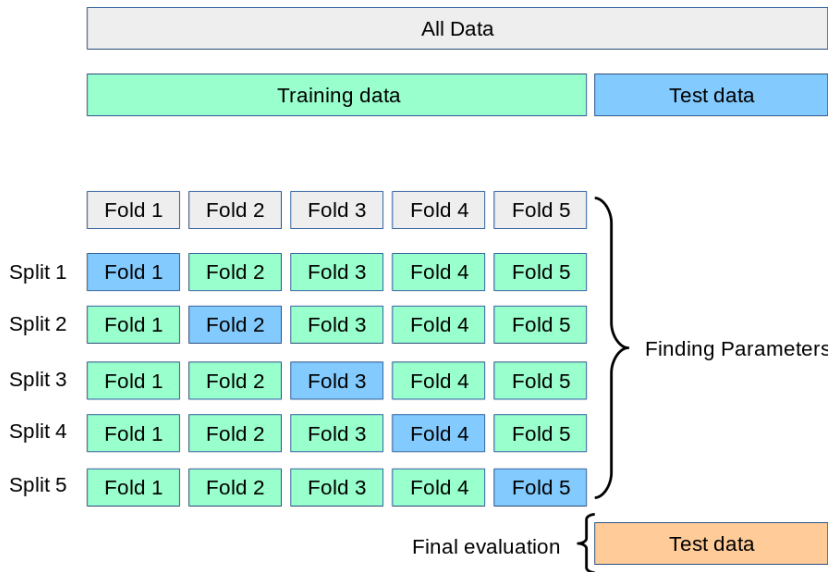 All Data
Training data Test data
Fold 1 Fold 2 Fold 3 Fold 4 Fold 5
Split 1 Fold 1 Fold 2 Fold 3 Fold 4 Fold 5
Split 2 Fold 1 Fold 2 Fold 3 Fold 4 Fold 5
Finding Parameters
Split 3 Fold 1 Fold 2 Fold 3 Fold 4 Fold 5
Split 4 Fold 1 Fold 2 Fold 3 Fold 4 Fold 5
Split 5 Fold 1 Fold 2 Fold 3 Fold 4 Fold 5
Final evaluation Test data